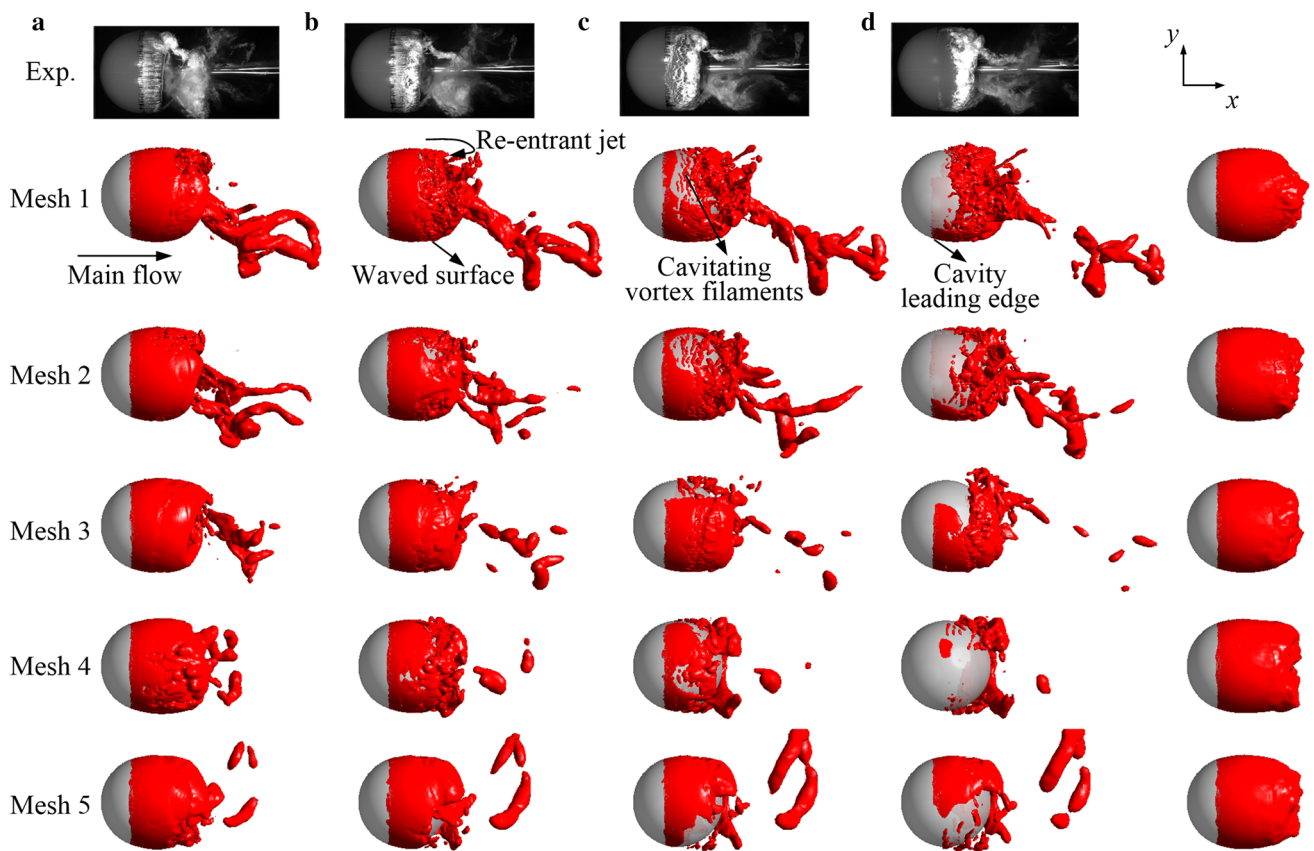 a
b
c
d
Exp.
y
x
Re-entrant jet
Mesh 1
Main flow
Waved surface
Cavitating
vortex filaments
Cavity
leading edge
Mesh 2
Mesh 3
Mesh 4
Mesh 5